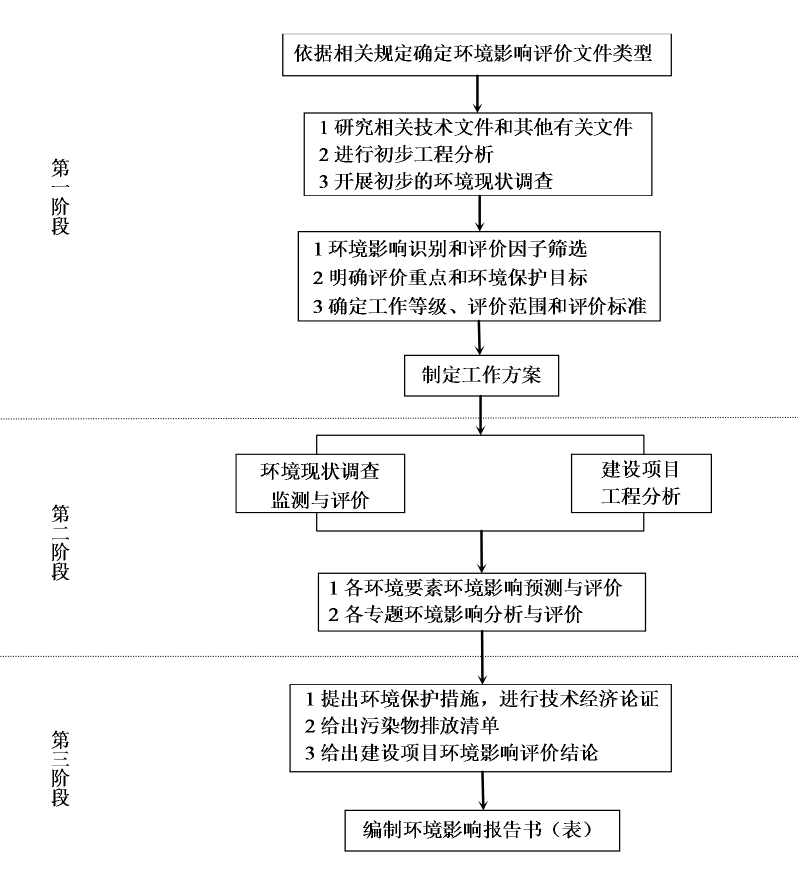 依据相关规定确定环境影响评价文件类型
1 研究相关技术文件和其他有关文件
2 进行初步工程分析
3 开展初步的环境现状调查
第一阶段
1 环境影响识别和评价因子筛选
2 明确评价重点和环境保护目标
3 确定工作等级、评价范围和评价标准
制定工作方案
环境现状调查
监测与评价
建设项目
工程分析
第二阶段
1 各环境要素环境影响预测与评价
2 各专题环境影响分析与评价
1 提出环境保护措施，进行技术经济论证
2 给出污染物排放清单
3 给出建设项目环境影响评价结论
第三阶段
编制环境影响报告书（表）